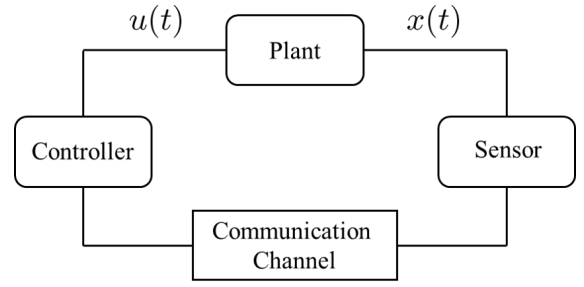 u(t)
x(t)
Plant
Controller
Sensor
Communication
Channel